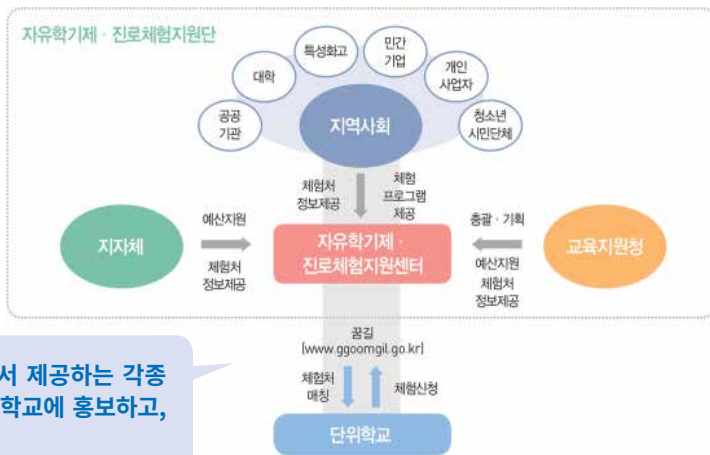 자유학기제 · 진로체험지원단
공공
기관
대학
특성화고
민간
기업
개인
사업자
청소년
시민단체
지역사회
체험처
정보제공
체험
프로그램
제공
지자체
예산지원
체험처
정보제공
자유학기제 ·
진로체험지원센터
총괄 · 기획
예산지원
체험처
정보제공
교육지원청
꿈길
(www.ggoomgil.go.kr)
체험처
매칭
체험신청
단위학교
서 제공하는 각종
학교에 홍보하고,